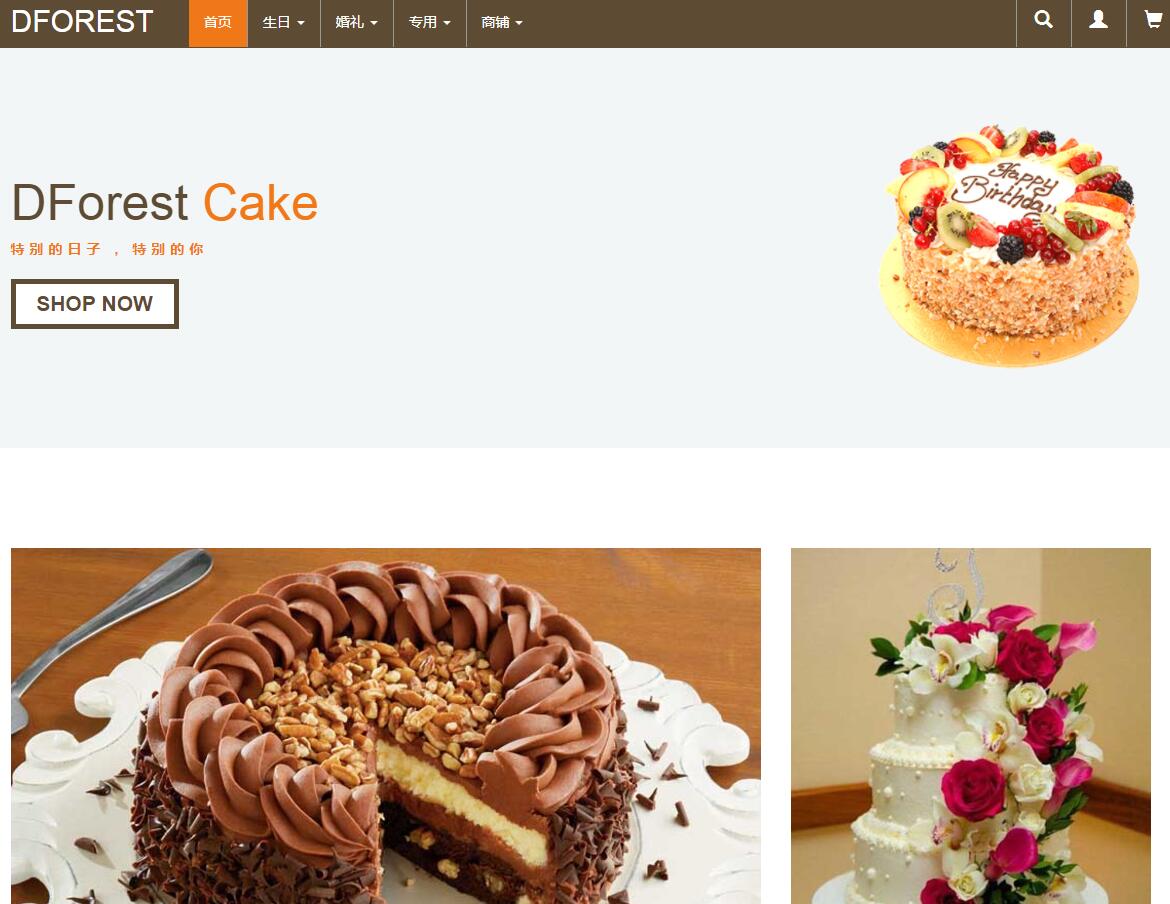 DFOREST 首页 生日 婚礼 专用 商铺
DForest Cake
特别的日子 , 特别的你
SHOP NOW
Happy
Birthday